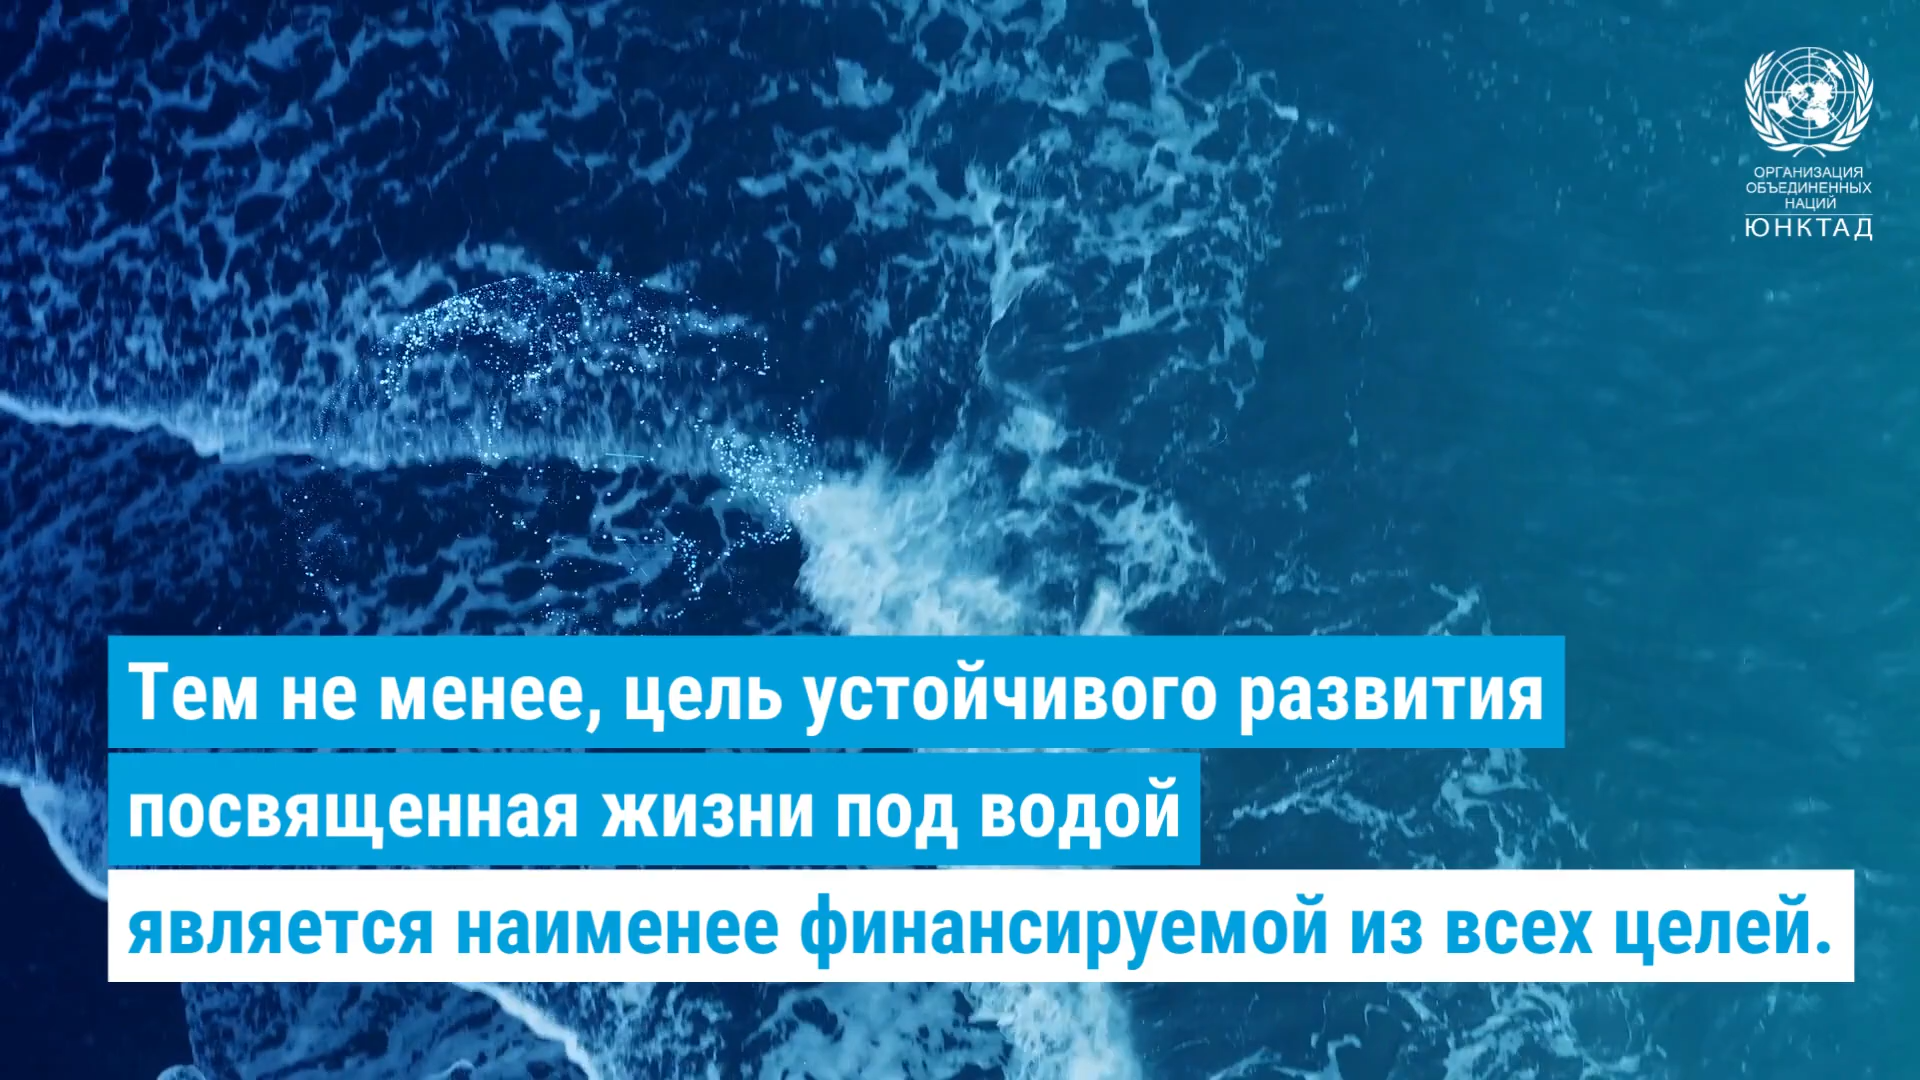 ОРГАНИЗАЦИЯ
ОБЪЕДИНЕННЫХ
НАЦИЙ
ЮНКТАД
Тем не менее, цель устойчивого развития
посвященная жизни под водой
является наименее финансируемой из всех целей.